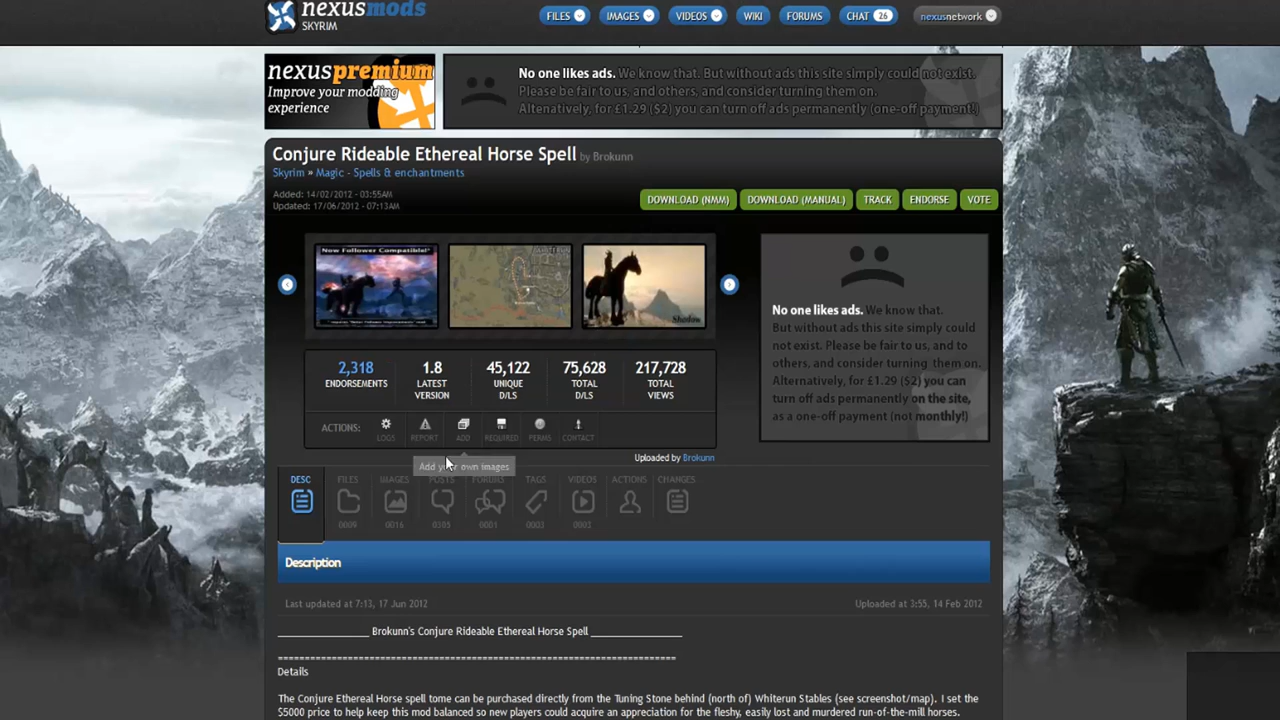 nexusmods
SKYRIM
FILES
IMAGES
VIDEOS
WIKI
FORUMS
CHAT 26
nexusnetwork
nexuspremium
Improve your modding
experience
No one likes ads. We know that. But without ads this site simply could not exist.
Please be fair to us, and others, and consider turning them on.
Altenatively, for £1.29 ($2) you can turn off ads permanently (one-off payment!)
Conjure Rideable Ethereal Horse Spell by Brokunn
Skyrim » Magic - Spells & enchantments
Added: 14/02/2012 - 03:55AM
Updated: 17/06/2012 - 07:13AM
DOWNLOAD (NMM) DOWNLOAD (MANUAL) TRACK ENDORSE VOTE
Now Follower Compatible!*
Shadow
No one likes ads. We know that.
But without ads this site simply could
not exist. Please be fair to us, and to
others, and consider turning them on.
Alternatively, for £1.29 ($2) you can
turn off ads permanently on the site,
as a one-off payment (not monthly!)
2,318 1.8 45,122 75,628 217,728
ENDORSEMENTS LATEST UNIQUE TOTAL TOTAL
VERSION D/LS D/LS VIEWS
ACTIONS: LOGS REPORT ADD REQUIRED PERMS CONTACT
Uploaded by Brokunn
Add your own images
DESC FILES IMAGES POSTS FORUMS TAGS VIDEOS ACTIONS CHANGES
0009 0016 0305 0001 0003 0002
Description
Last updated at 7:13, 17 Jun 2012 Uploaded at 3:55, 14 Feb 2012
__________________ Brokunn's Conjure Rideable Ethereal Horse Spell __________________
===========================================================================
Details
The Conjure Ethereal Horse spell tome can be purchased directly from the Tuning Stone behind (north of) Whiterun Stables (see screenshot/map). I set the
$5000 price to help keep this mod balanced so new players could acquire an appreciation for the fleshy, easily lost and murdered run-of-the-mill horses.